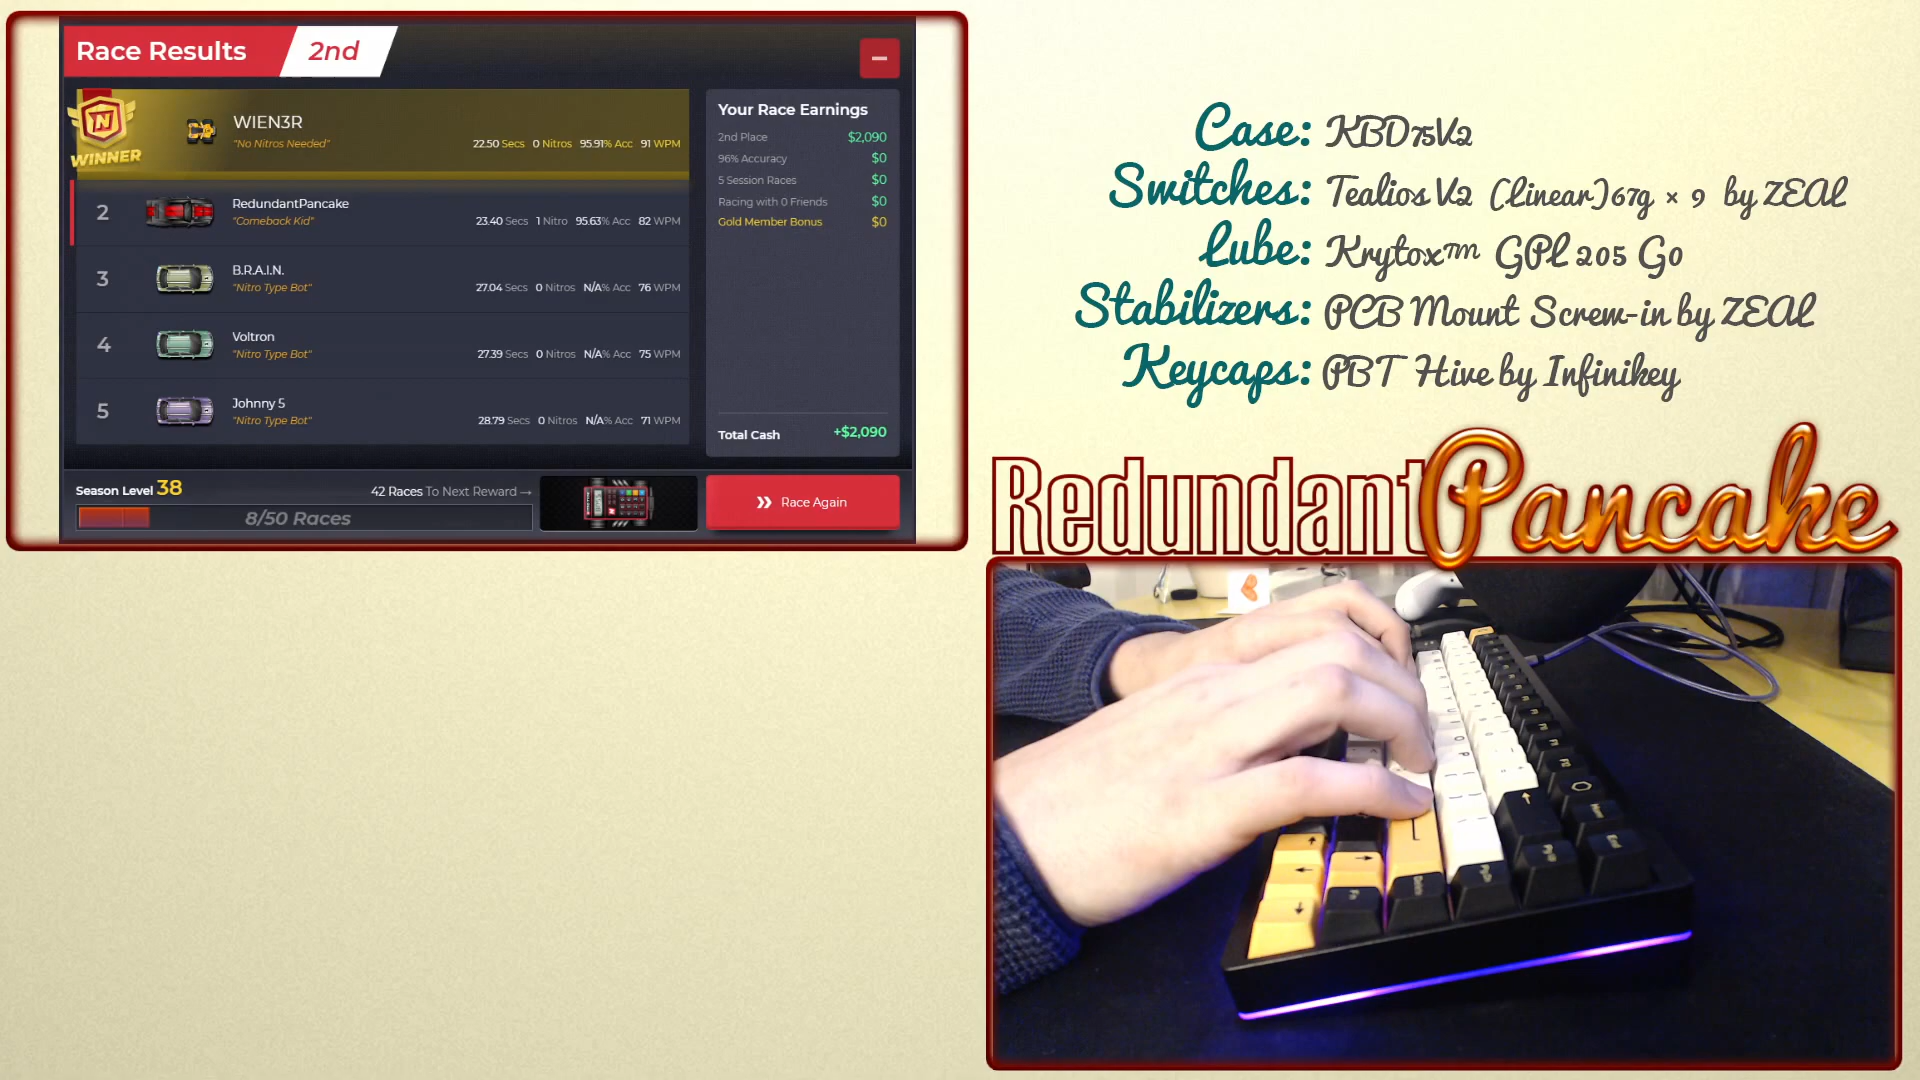 Race Results 2nd
WINNER
WIEN3R
"No Nitros Needed" 22.50 Secs 0 Nitros 95.91% Acc 91 WPM
2 RedundantPancake
"Comeback Kid" 23.40 Secs 1 Nitro 95.63% Acc 82 WPM
3 B.R.A.I.N.
"Nitro Type Bot" 27.04 Secs 0 Nitros N/A% Acc 76 WPM
4 Voltron
"Nitro Type Bot" 27.39 Secs 0 Nitros N/A% Acc 75 WPM
5 Johnny 5
"Nitro Type Bot" 28.79 Secs 0 Nitros N/A% Acc 71 WPM
Your Race Earnings
2nd Place $2,090
96% Accuracy $0
5 Session Races $0
Racing with 0 Friends $0
Gold Member Bonus $0
Total Cash +$2,090
Season Level 38 42 Races To Next Reward →
8/50 Races
» Race Again
Case: KBD75V2
Switches: Tealios V2 (Linear) 67g × 9 by ZEAL
Lube: Krytox™ GPL 205 G0
Stabilizers: PCB Mount Screw-in by ZEAL
Keycaps: PBT Hive by Infinikey
RedundantPancake